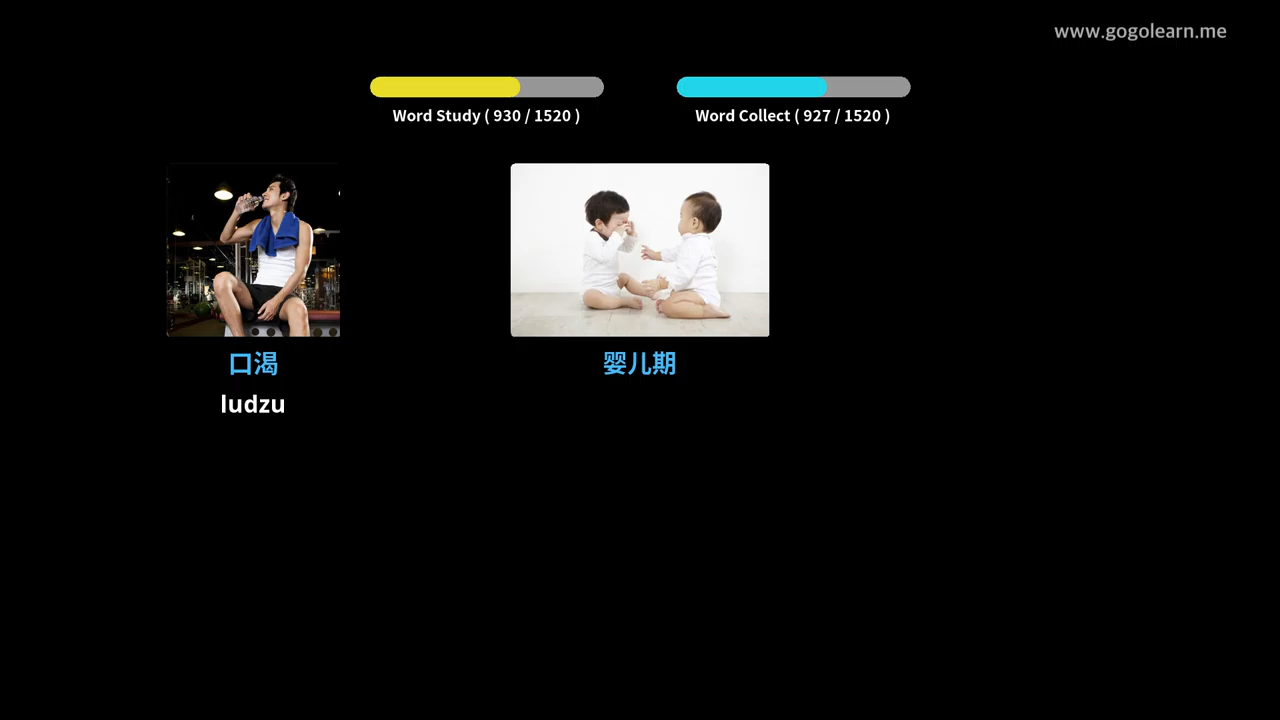 www.gogolearn.me
Word Study ( 930 / 1520 )
Word Collect ( 927 / 1520 )
口渴
婴儿期
ludzu